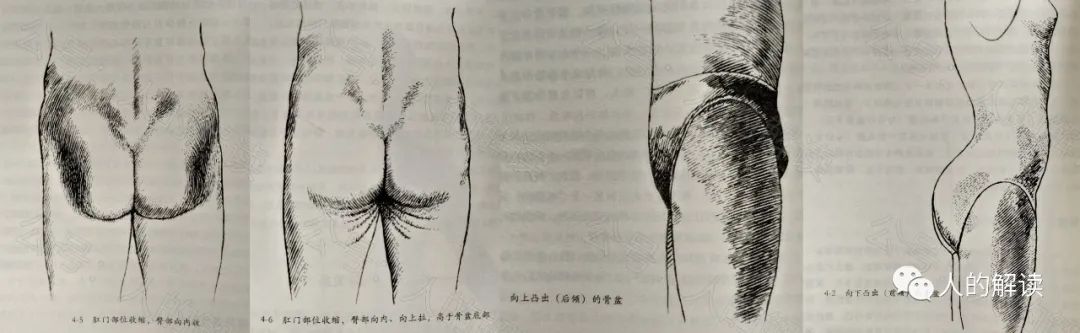 4-5 肛门部位收缩，臀部向内收
4-6 肛门部位收缩，臀部向内、向上拉，高于骨盆底部
向上凸出（后倾）的骨盆
4-2 向下凸出（前倾）
人的解读